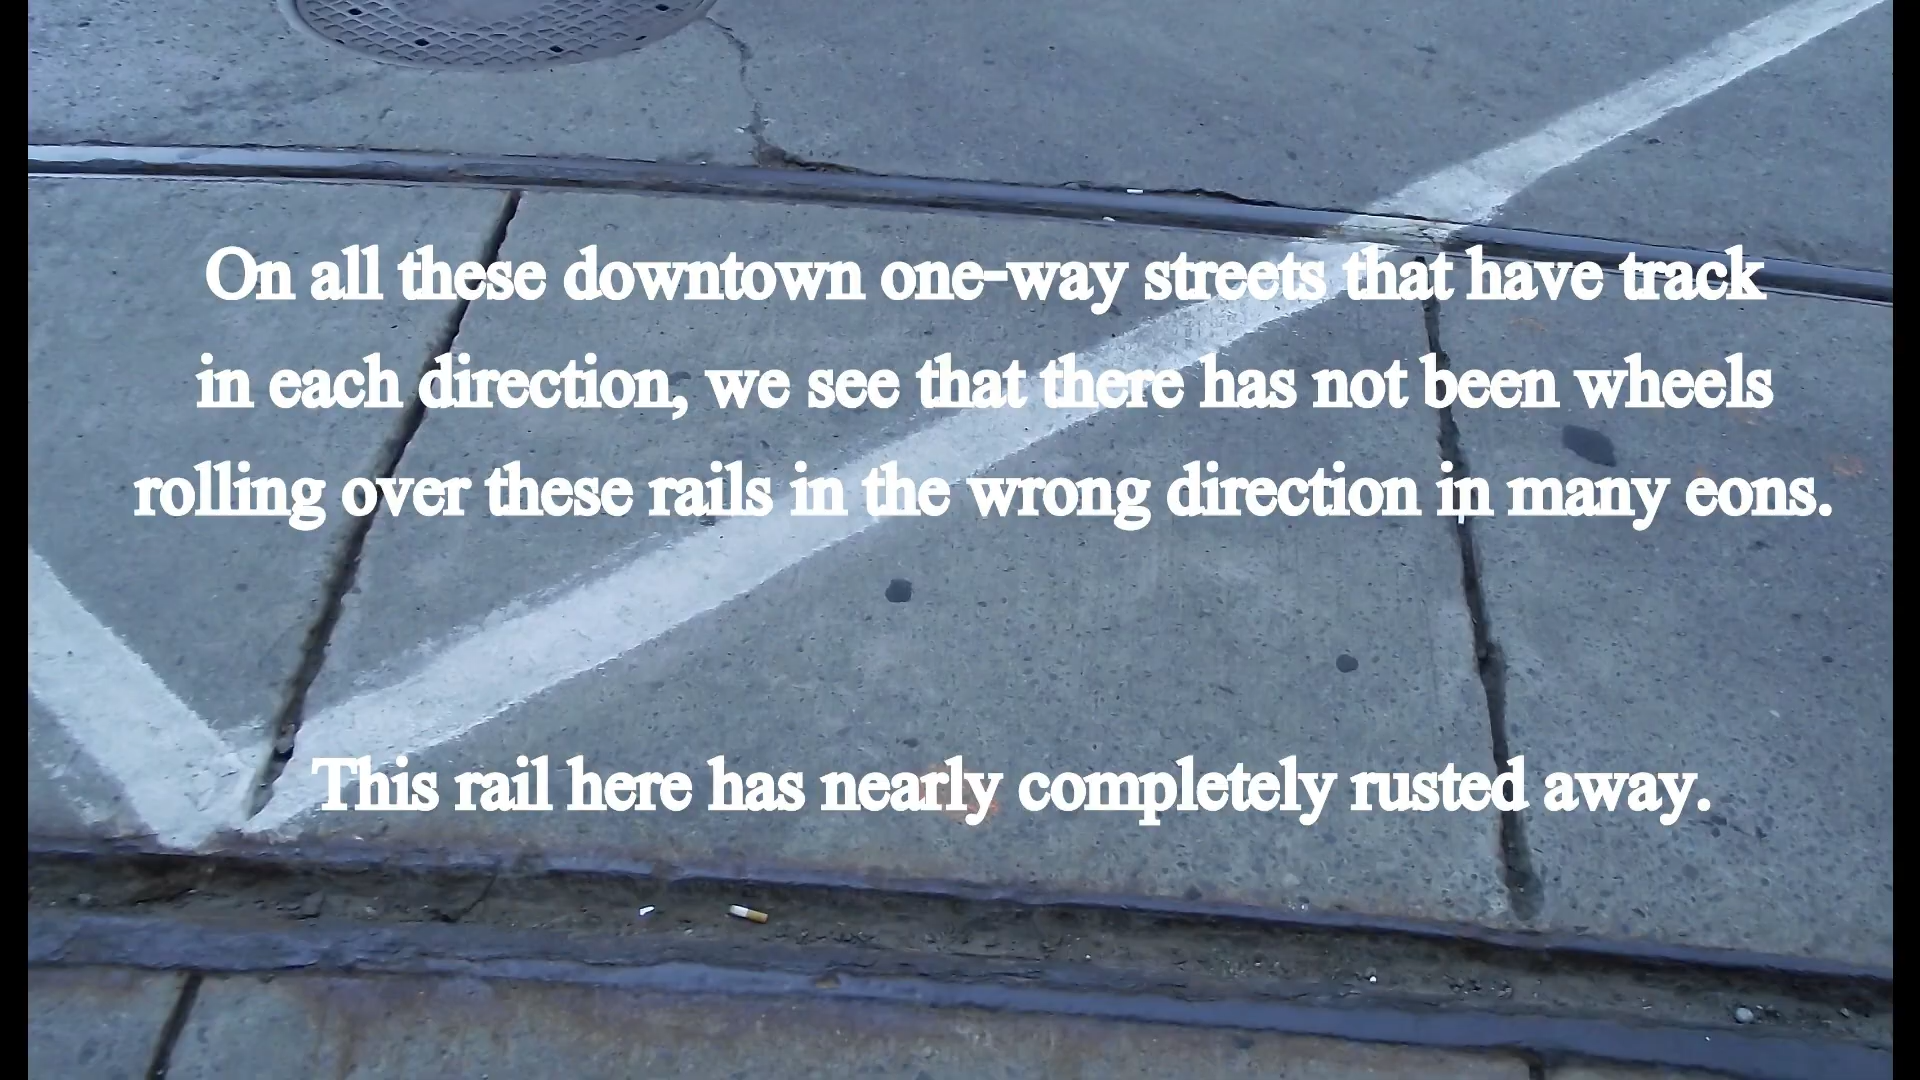 On all these downtown one-way streets that have track
in each direction, we see that there has not been wheels
rolling over these rails in the wrong direction in many eons.
This rail here has nearly completely rusted away.